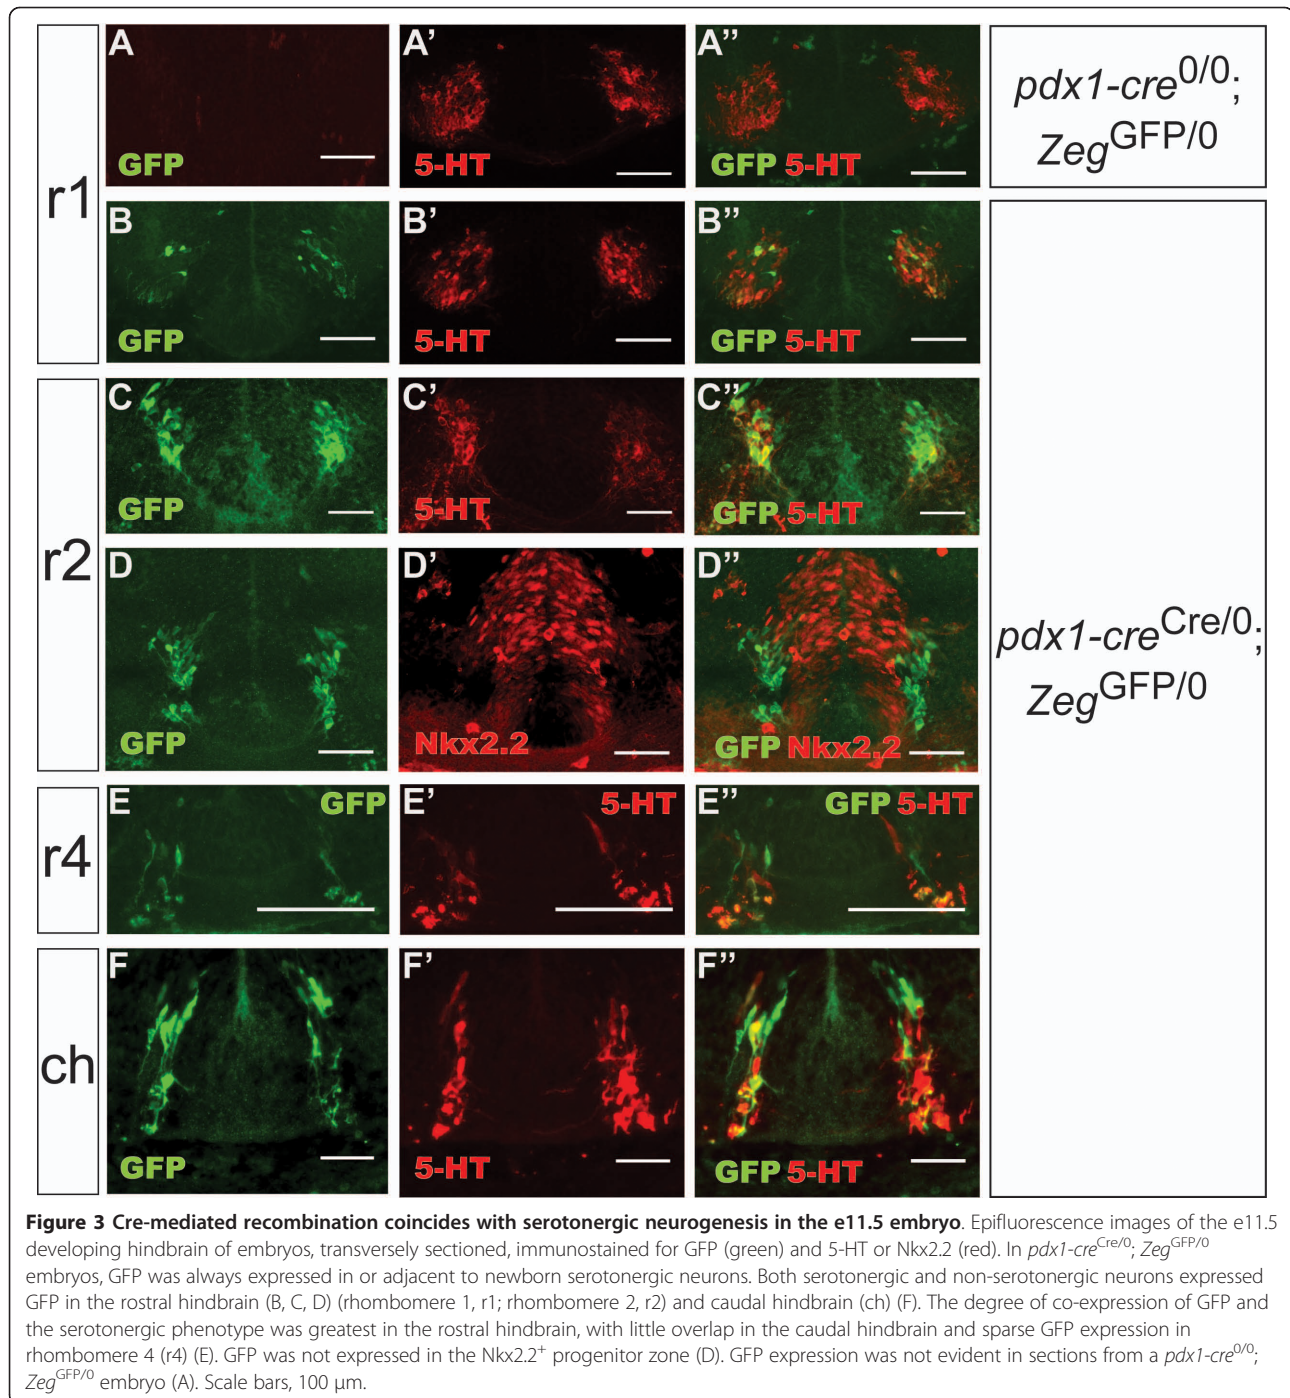 r1
A
GFP
A’
5-HT
A’’
GFP 5-HT
pdx1-cre0/0;
ZegGFP/0
B
GFP
B’
5-HT
B’’
GFP 5-HT
r2
C
GFP
C’
5-HT
C’’
GFP 5-HT
D
GFP
D’
Nkx2.2
D’’
GFP Nkx2.2
pdx1-creCre/0;
ZegGFP/0
r4
E
GFP
E’
5-HT
E’’
GFP 5-HT
ch
F
GFP
F’
5-HT
F’’
GFP 5-HT
Figure 3 Cre-mediated recombination coincides with serotonergic neurogenesis in the e11.5 embryo. Epifluorescence images of the e11.5
developing hindbrain of embryos, transversely sectioned, immunostained for GFP (green) and 5-HT or Nkx2.2 (red). In pdx1-creCre/0; ZegGFP/0
embryos, GFP was always expressed in or adjacent to newborn serotonergic neurons. Both serotonergic and non-serotonergic neurons expressed
GFP in the rostral hindbrain (B, C, D) (rhombomere 1, r1; rhombomere 2, r2) and caudal hindbrain (ch) (F). The degree of co-expression of GFP and
the serotonergic phenotype was greatest in the rostral hindbrain, with little overlap in the caudal hindbrain and sparse GFP expression in
rhombomere 4 (r4) (E). GFP was not expressed in the Nkx2.2+ progenitor zone (D). GFP expression was not evident in sections from a pdx1-cre0/0;
ZegGFP/0 embryo (A). Scale bars, 100 μm.